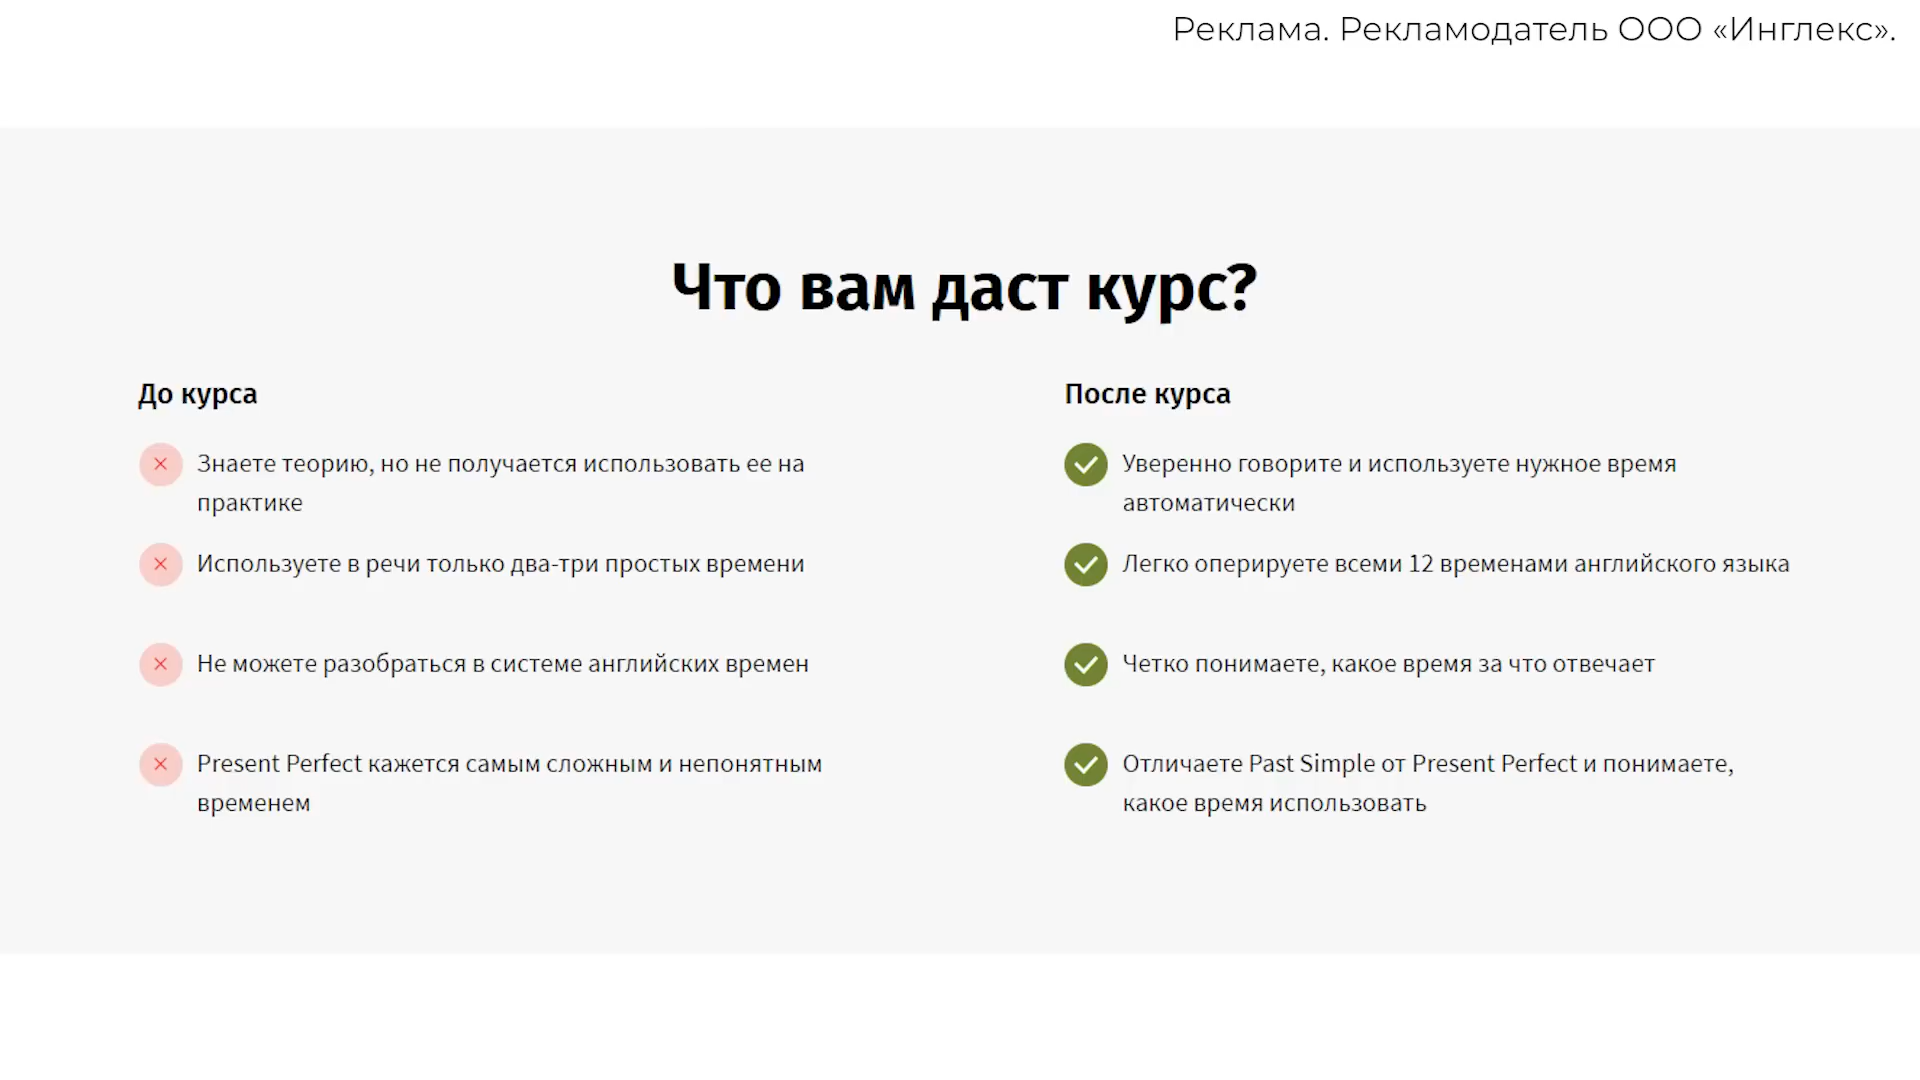 Реклама. Рекламодатель ООО «Инглекс».
Что вам даст курс?
До курса
Знаете теорию, но не получается использовать ее на
практике
Используете в речи только два-три простых времени
Не можете разобраться в системе английских времен
Present Perfect кажется самым сложным и непонятным
временем
После курса
Уверенно говорите и используете нужное время
автоматически
Легко оперируете всеми 12 временами английского языка
Четко понимаете, какое время за что отвечает
Отличаете Past Simple от Present Perfect и понимаете,
какое время использовать